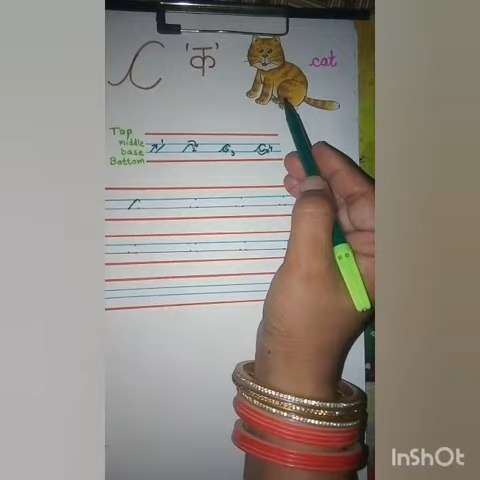 c 'क' cat
Top
middle
base
Bottom
InShOt